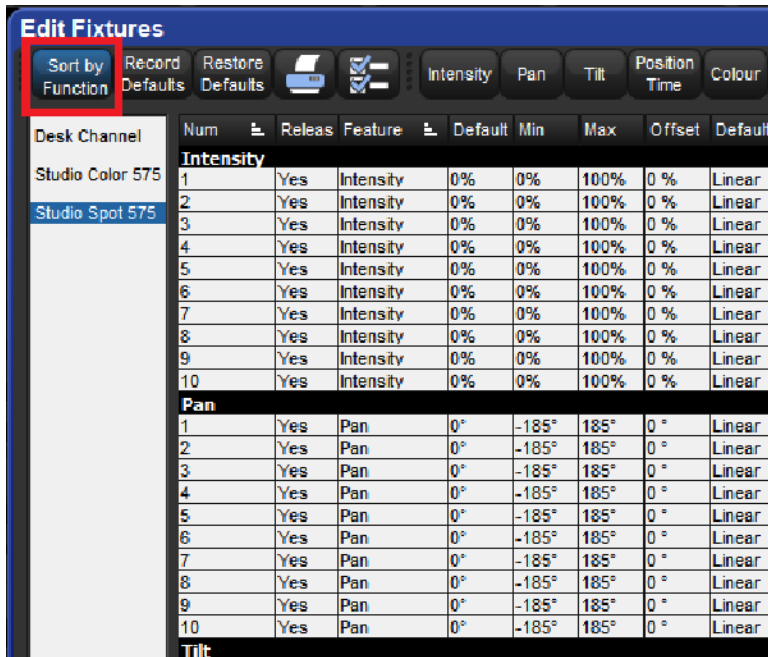 Edit Fixtures
Sort by Function Record Defaults Restore Defaults Intensity Pan Tilt Position Time Colour
Desk Channel
Studio Color 575
Studio Spot 575
Num Releas Feature Default Min Max Offset Default
Intensity
1 Yes Intensity 0% 0% 100% 0 % Linear
2 Yes Intensity 0% 0% 100% 0 % Linear
3 Yes Intensity 0% 0% 100% 0 % Linear
4 Yes Intensity 0% 0% 100% 0 % Linear
5 Yes Intensity 0% 0% 100% 0 % Linear
6 Yes Intensity 0% 0% 100% 0 % Linear
7 Yes Intensity 0% 0% 100% 0 % Linear
8 Yes Intensity 0% 0% 100% 0 % Linear
9 Yes Intensity 0% 0% 100% 0 % Linear
10 Yes Intensity 0% 0% 100% 0 % Linear
Pan
1 Yes Pan 0° -185° 185° 0 ° Linear
2 Yes Pan 0° -185° 185° 0 ° Linear
3 Yes Pan 0° -185° 185° 0 ° Linear
4 Yes Pan 0° -185° 185° 0 ° Linear
5 Yes Pan 0° -185° 185° 0 ° Linear
6 Yes Pan 0° -185° 185° 0 ° Linear
7 Yes Pan 0° -185° 185° 0 ° Linear
8 Yes Pan 0° -185° 185° 0 ° Linear
9 Yes Pan 0° -185° 185° 0 ° Linear
10 Yes Pan 0° -185° 185° 0 ° Linear
Tilt